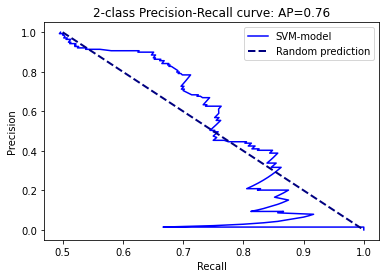 2-class Precision-Recall curve: AP=0.76
SVM-model
Random prediction
Precision
1.0
0.8
0.6
0.4
0.2
0.0
0.5
0.6
0.7
0.8
0.9
1.0
Recall